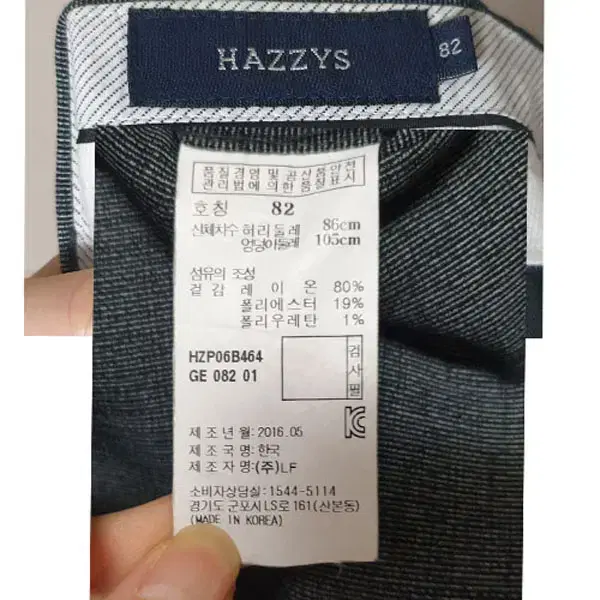 HAZZYS
82
품질경영 및 공산품안전
관리법에의한 품질표시
호칭 82
신체치수 허리둘레 86cm
엉덩이둘레 105cm
섬유의 조성
겉감 레 이 온 80%
폴리에스터 19%
폴리우레탄 1%
HZP06B464
GE 082 01
검사필
제 조 년 월: 2016.05
제 조 국 명: 한국
제 조 자 명: (주)LF
소비자상담실: 1544-5114
경기도 군포시 LS로 161(산본동)
(MADE IN KOREA)